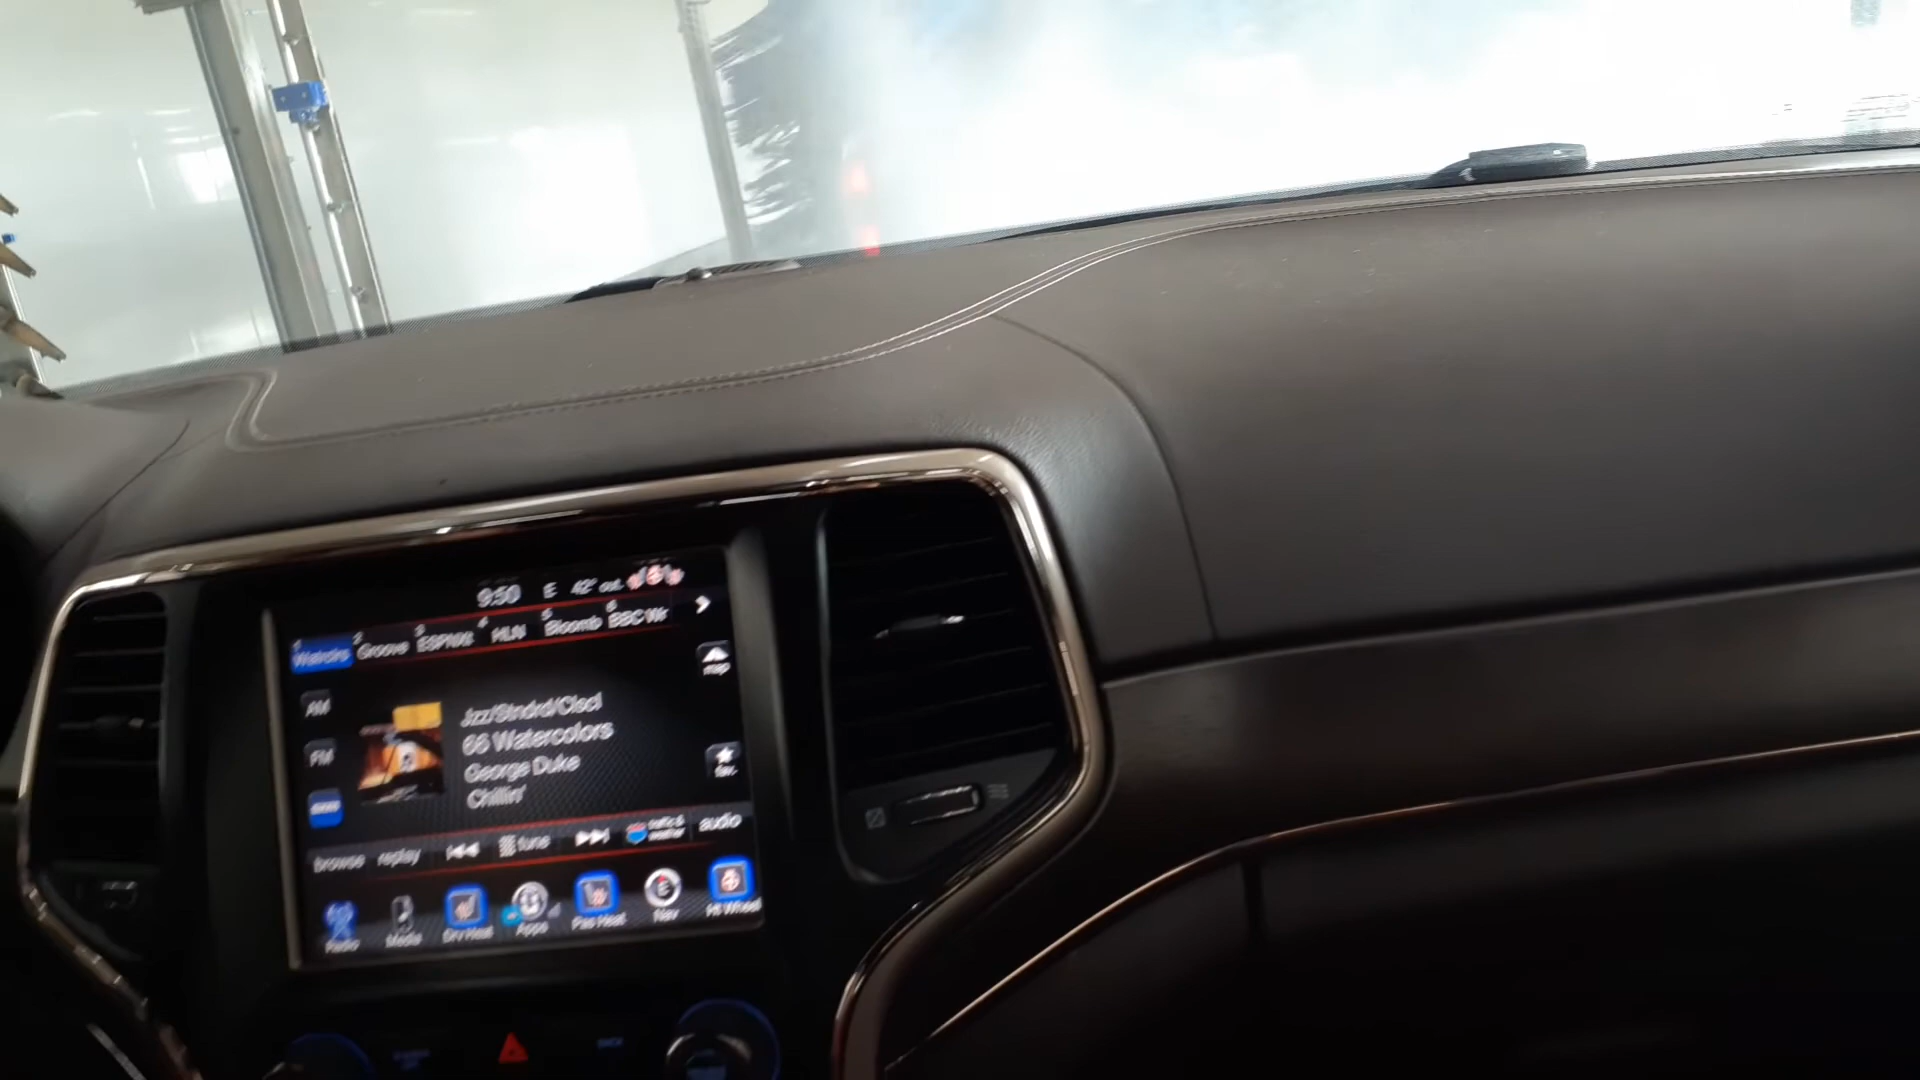 9:50 E 42° out
1 Watrclrs 2 Groove 3 ESPNXtr 4 HLN 5 Bloomb 6 BBC Wr
map
AM
Jzz/Stndrd/Clscl
66 Watercolors
FM
George Duke
fav.
Chillin'
browse replay tune traffic & weather audio
Radio Media Drv Heat Apps Pas Heat Nav Ht Wheel